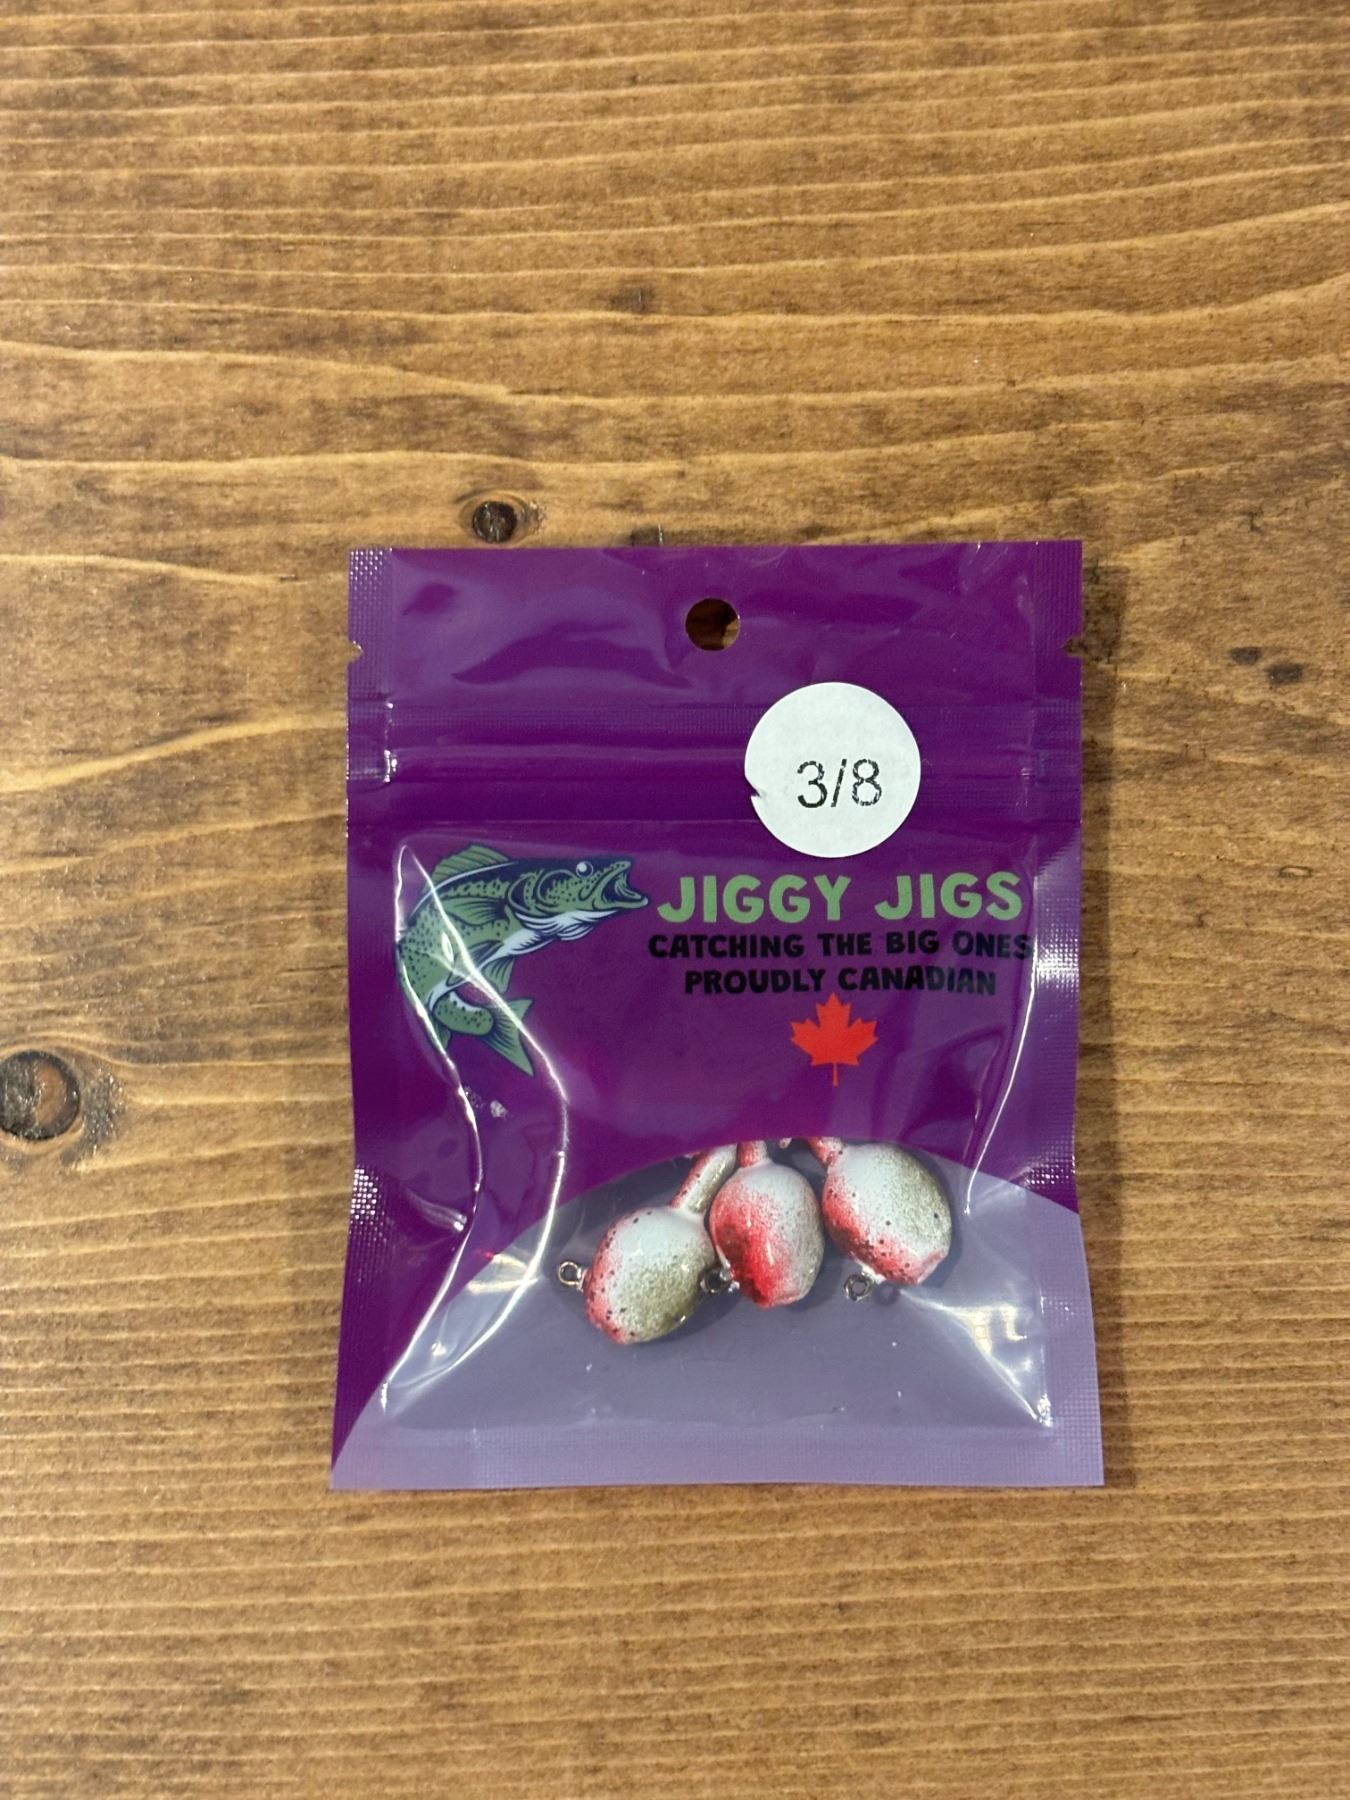 3/8
JIGGY JIGS
CATCHING THE BIG ONES
PROUDLY CANADIAN